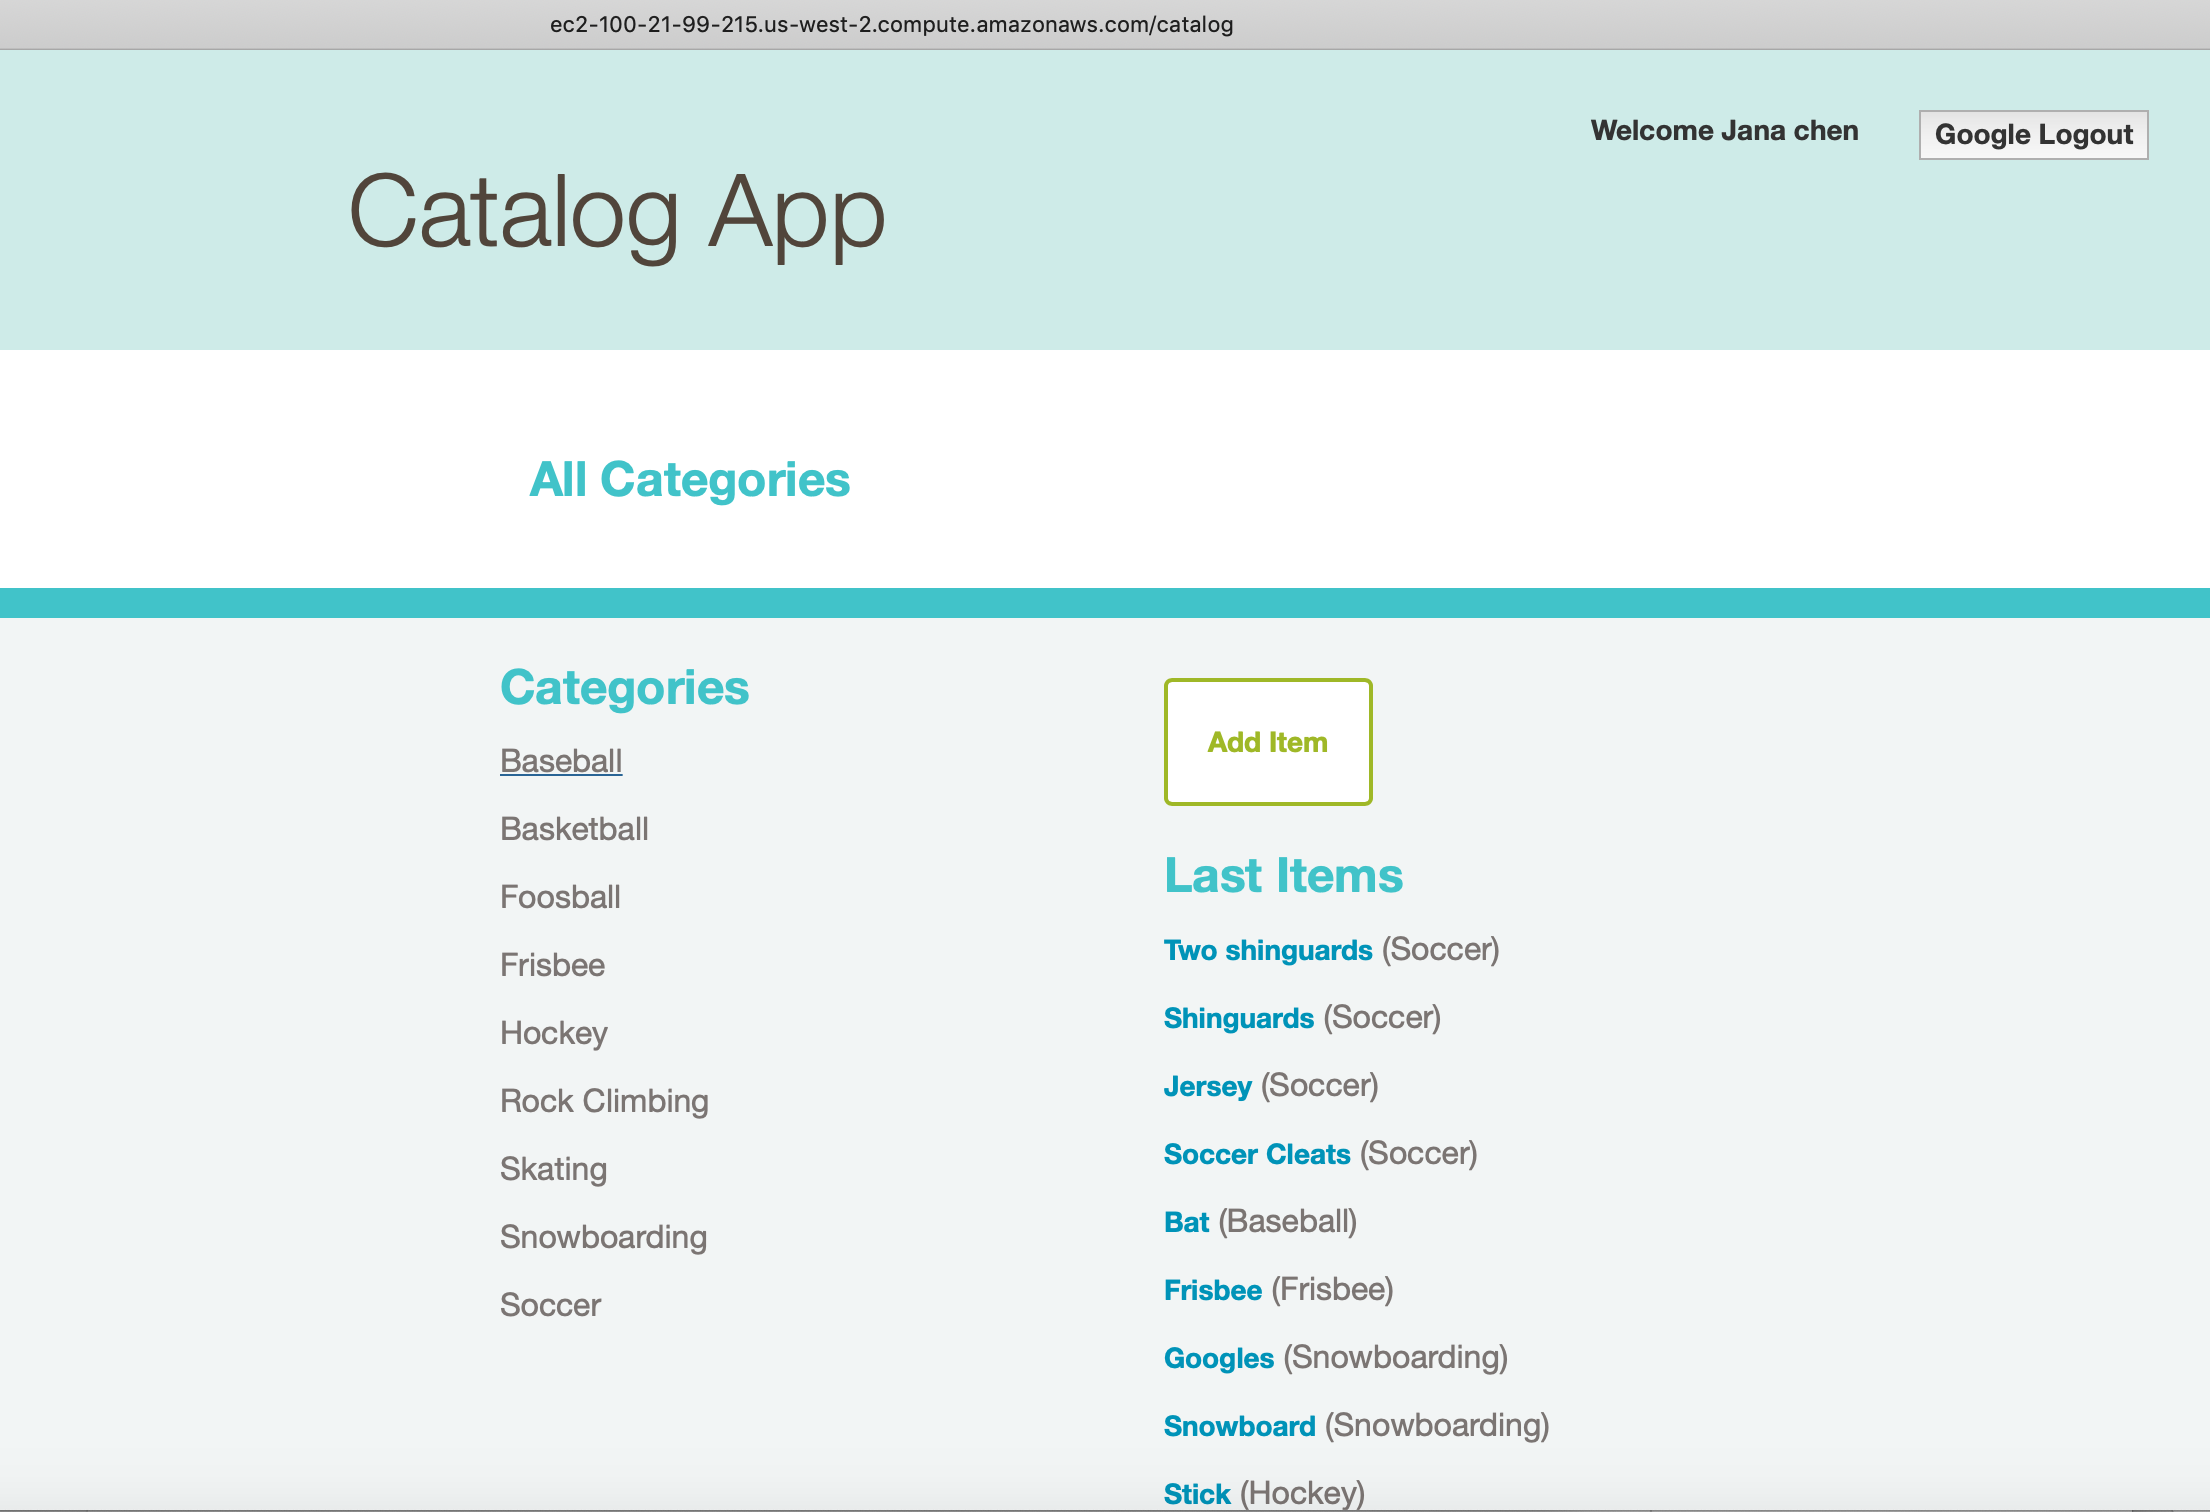 ec2-100-21-99-215.us-west-2.compute.amazonaws.com/catalog
Welcome Jana chen
Google Logout
Catalog App
All Categories
Categories
Baseball
Basketball
Foosball
Frisbee
Hockey
Rock Climbing
Skating
Snowboarding
Soccer
Add Item
Last Items
Two shinguards (Soccer)
Shinguards (Soccer)
Jersey (Soccer)
Soccer Cleats (Soccer)
Bat (Baseball)
Frisbee (Frisbee)
Googles (Snowboarding)
Snowboard (Snowboarding)
Stick (Hockey)